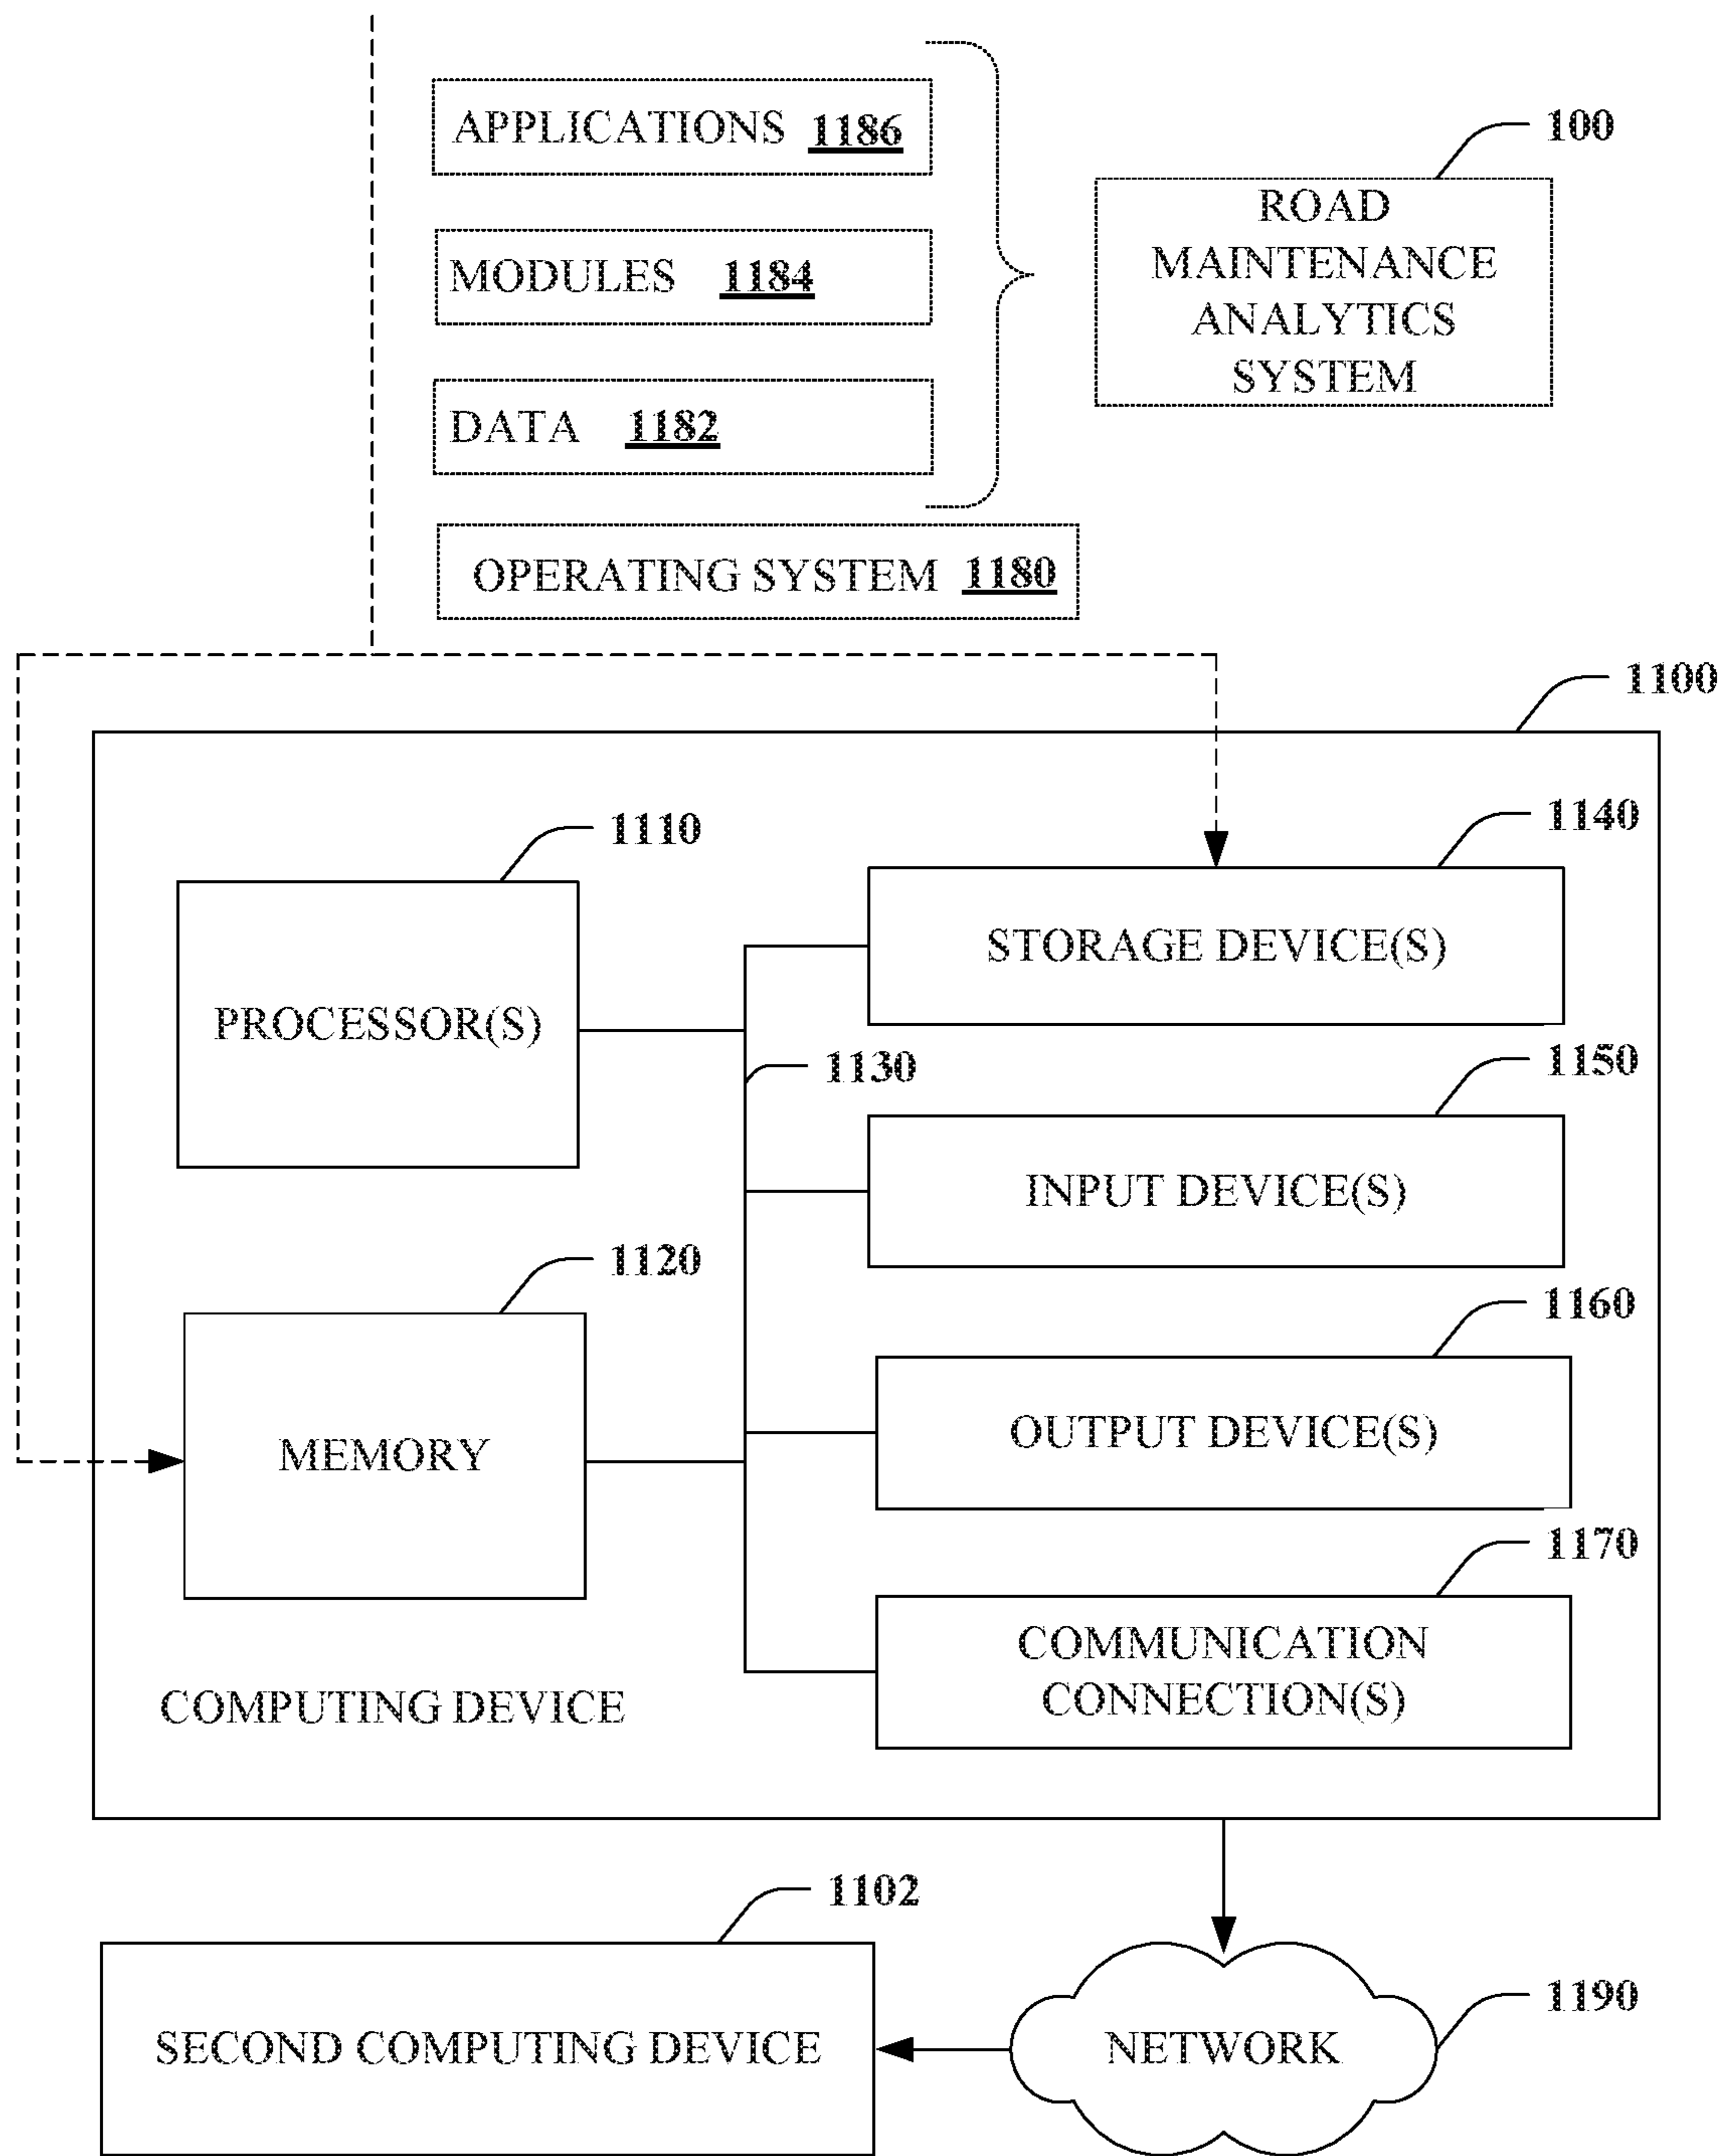 APPLICATIONS 1186
100
ROAD
MAINTENANCE
ANALYTICS
SYSTEM
MODULES 1184
DATA 1182
OPERATING SYSTEM 1180
1100
1110
1140
PROCESSOR(S)
STORAGE DEVICE(S)
1130
1150
INPUT DEVICE(S)
1120
1160
MEMORY
OUTPUT DEVICE(S)
1170
COMMUNICATION
CONNECTION(S)
COMPUTING DEVICE
1102
1190
SECOND COMPUTING DEVICE
NETWORK